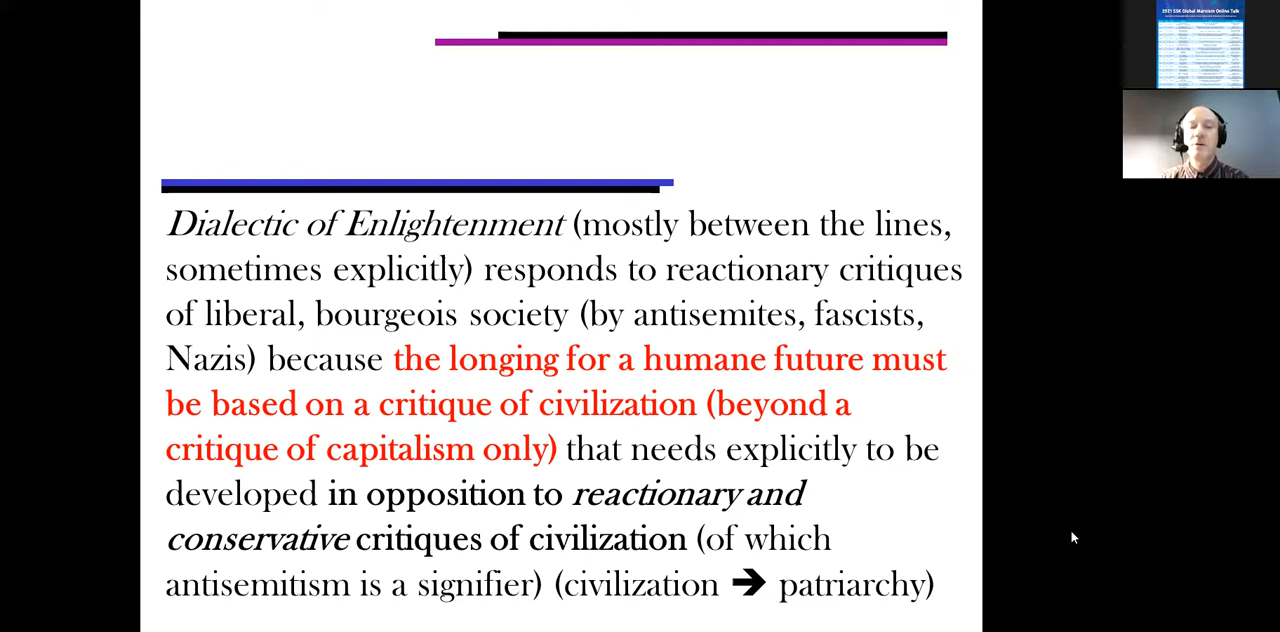 2021 SSK Global Marxism Online Talk
Dialectic of Enlightenment (mostly between the lines,
sometimes explicitly) responds to reactionary critiques
of liberal, bourgeois society (by antisemites, fascists,
Nazis) because the longing for a humane future must
be based on a critique of civilization (beyond a
critique of capitalism only) that needs explicitly to be
developed in opposition to reactionary and
conservative critiques of civilization (of which
antisemitism is a signifier) (civilization ➔ patriarchy)